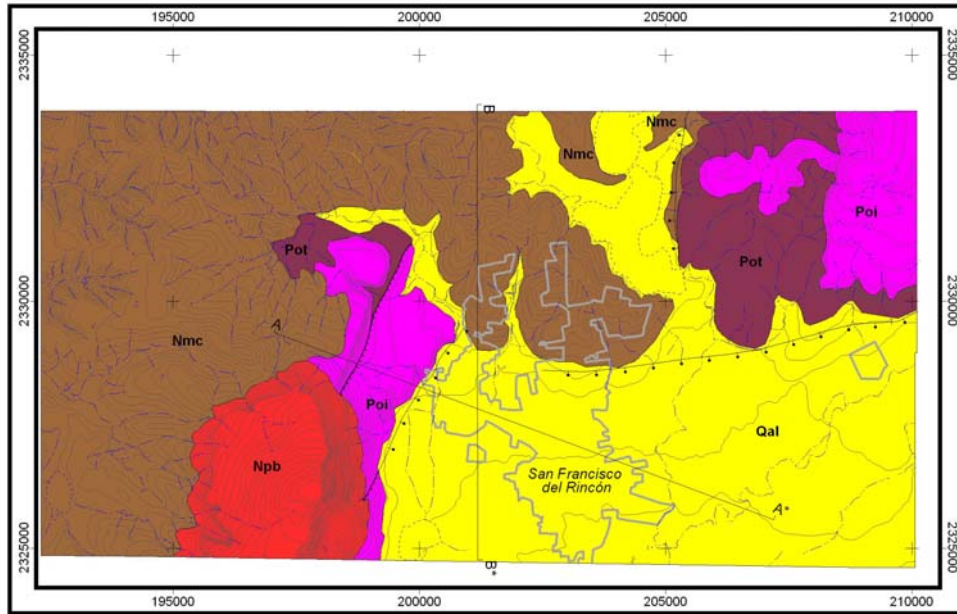 195000 200000 205000 210000
2335000 2335000
B
Nmc
Nmc
Poi
Pot
Pot
2330000 2330000
A
Nmc
Poi
Qal
Npb
San Francisco
del Rincón
A*
2325000 2325000
B*
195000 200000 205000 210000